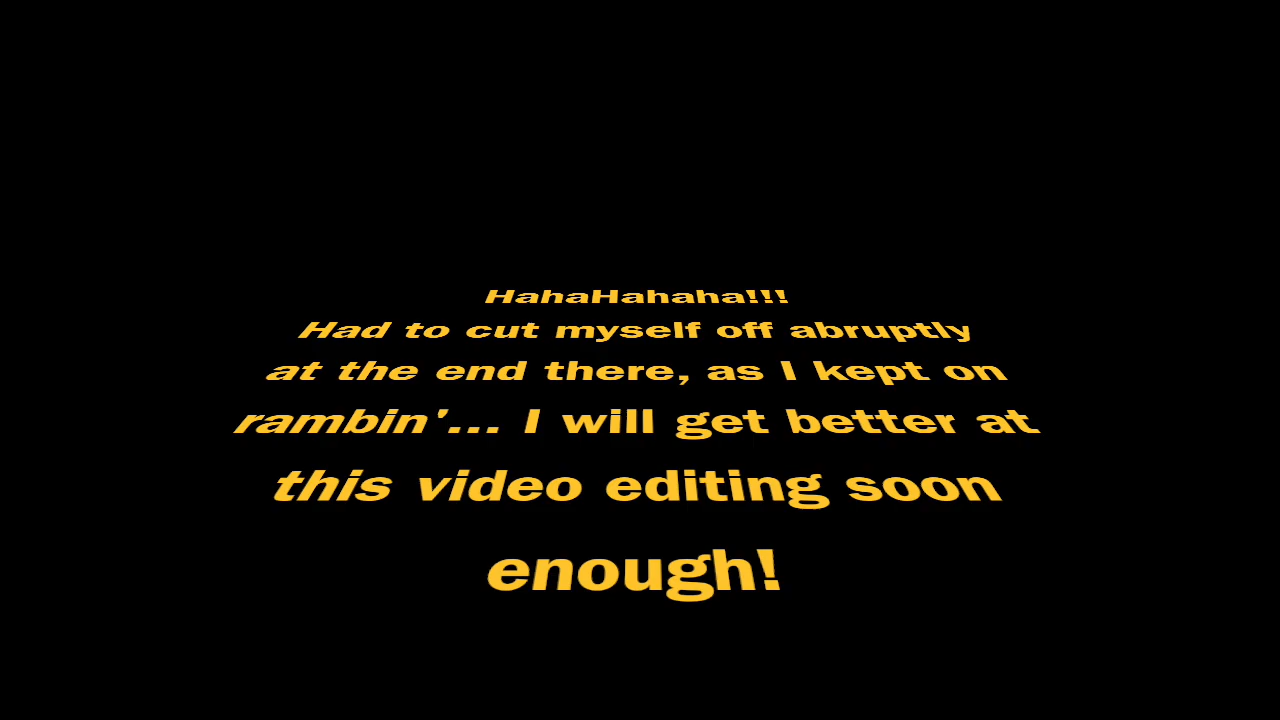 HahaHahaha!!!
Had to cut myself off abruptly
at the end there, as I kept on
rambin'... I will get better at
this video editing soon
enough!